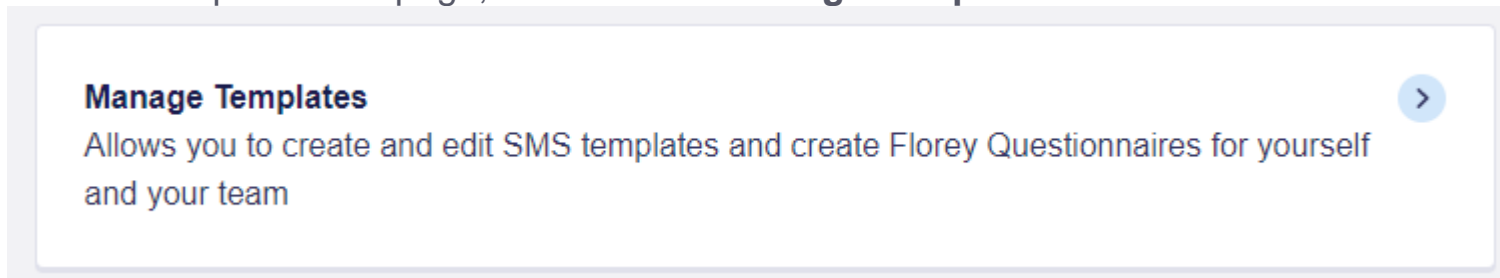 page,
Manage Templates
Allows you to create and edit SMS templates and create Florey Questionnaires for yourself
and your team